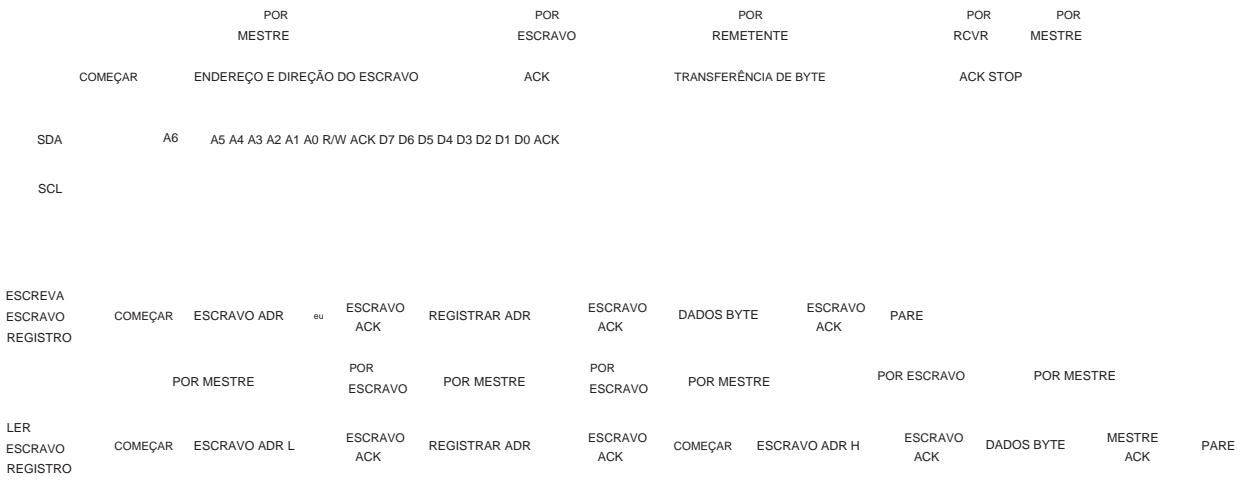 POR POR POR POR POR
MESTRE ESCRAVO REMETENTE RCVR MESTRE
COMEÇAR ENDEREÇO E DIREÇÃO DO ESCRAVO ACK TRANSFERÊNCIA DE BYTE ACK STOP
SDA A6 A5 A4 A3 A2 A1 A0 R/W ACK D7 D6 D5 D4 D3 D2 D1 D0 ACK
SCL
ESCREVA
ESCRAVO
REGISTRO
COMEÇAR ESCRAVO ADR eu
ESCRAVO
ACK
REGISTRAR ADR
ESCRAVO
ACK
DADOS BYTE
ESCRAVO
ACK
PARE
POR MESTRE
POR
ESCRAVO
POR MESTRE
POR
ESCRAVO
POR MESTRE
POR ESCRAVO
POR MESTRE
LER
ESCRAVO
REGISTRO
COMEÇAR ESCRAVO ADR L
ESCRAVO
ACK
REGISTRAR ADR
ESCRAVO
ACK
COMEÇAR ESCRAVO ADR H
ESCRAVO
ACK
DADOS BYTE
MESTRE
ACK
PARE